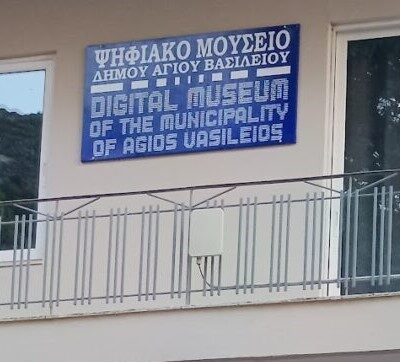 ΨΗΦΙΑΚΟ ΜΟΥΣΕΙΟ
ΔΗΜΟΥ ΑΓΙΟΥ ΒΑΣΙΛΕΙΟΥ
DIGITAL MUSEUM
OF THE MUNICIPALITY
OF AGIOS VASILEIOS